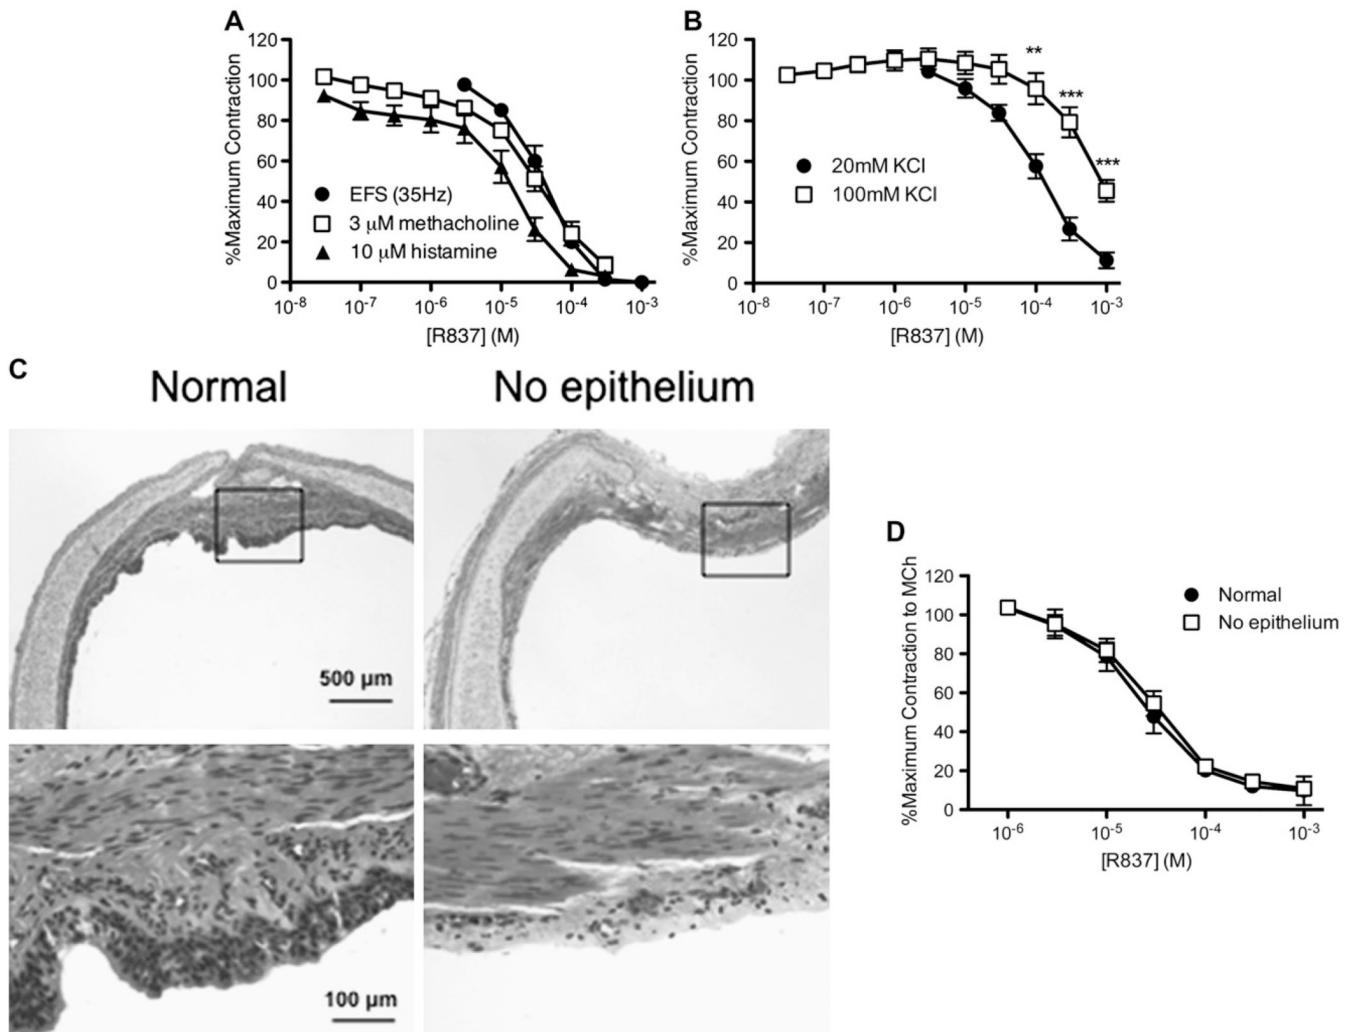 A
120
100
80
60
40
20
0
%Maximum Contraction
EFS (35Hz)
3 μM methacholine
10 μM histamine
10-8 10-7 10-6 10-5 10-4 10-3
[R837] (M)
B
120
100
80
60
40
20
0
%Maximum Contraction
**
***
***
20mM KCl
100mM KCl
10-8 10-7 10-6 10-5 10-4 10-3
[R837] (M)
C
Normal
No epithelium
500 μm
100 μm
D
120
100
80
60
40
20
0
%Maximum Contraction to MCh
Normal
No epithelium
10-6 10-5 10-4 10-3
[R837] (M)